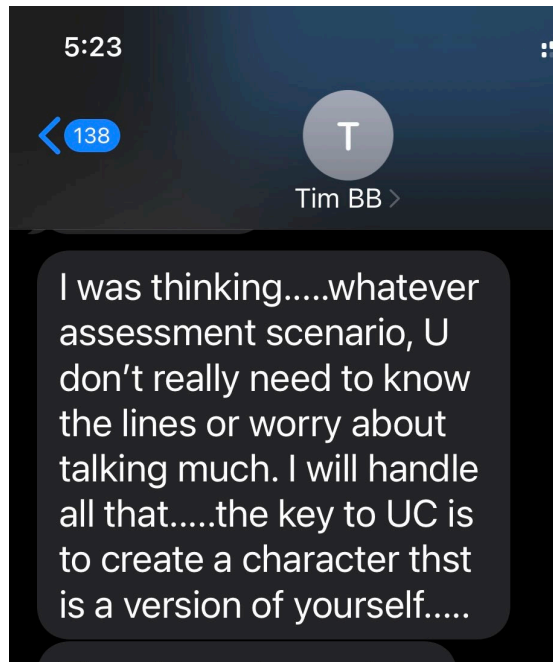 5:23
138
T
Tim BB
I was thinking.....whatever
assessment scenario, U
don't really need to know
the lines or worry about
talking much. I will handle
all that.....the key to UC is
to create a character thst
is a version of yourself.....